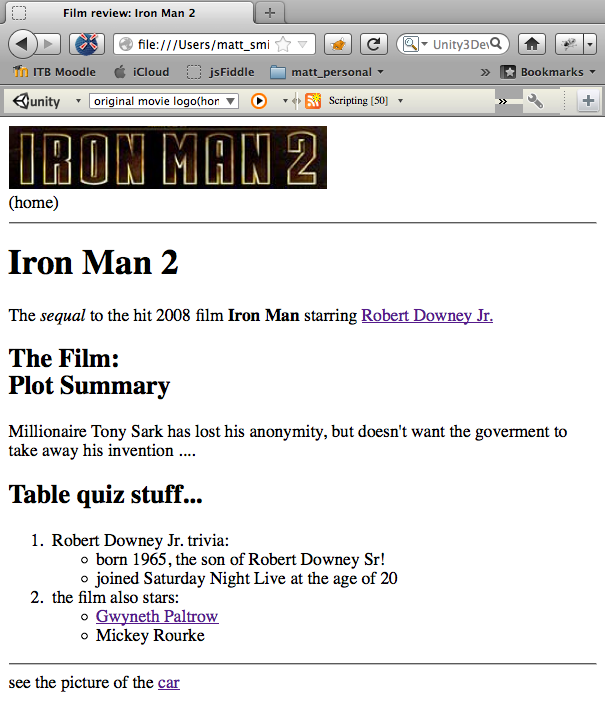 Film review: Iron Man 2
file:///Users/matt_smi
Unity3De
ITB Moodle
iCloud
jsFiddle
matt_personal
»
Bookmarks
unity
original movie logo(hor
Scripting [50]
»
IRON MAN 2
(home)
Iron Man 2
The sequal to the hit 2008 film Iron Man starring Robert Downey Jr.
The Film:
Plot Summary
Millionaire Tony Sark has lost his anonymity, but doesn't want the goverment to
take away his invention ....
Table quiz stuff...
1. Robert Downey Jr. trivia:
born 1965, the son of Robert Downey Sr!
joined Saturday Night Live at the age of 20
2. the film also stars:
Gwyneth Paltrow
Mickey Rourke
see the picture of the car